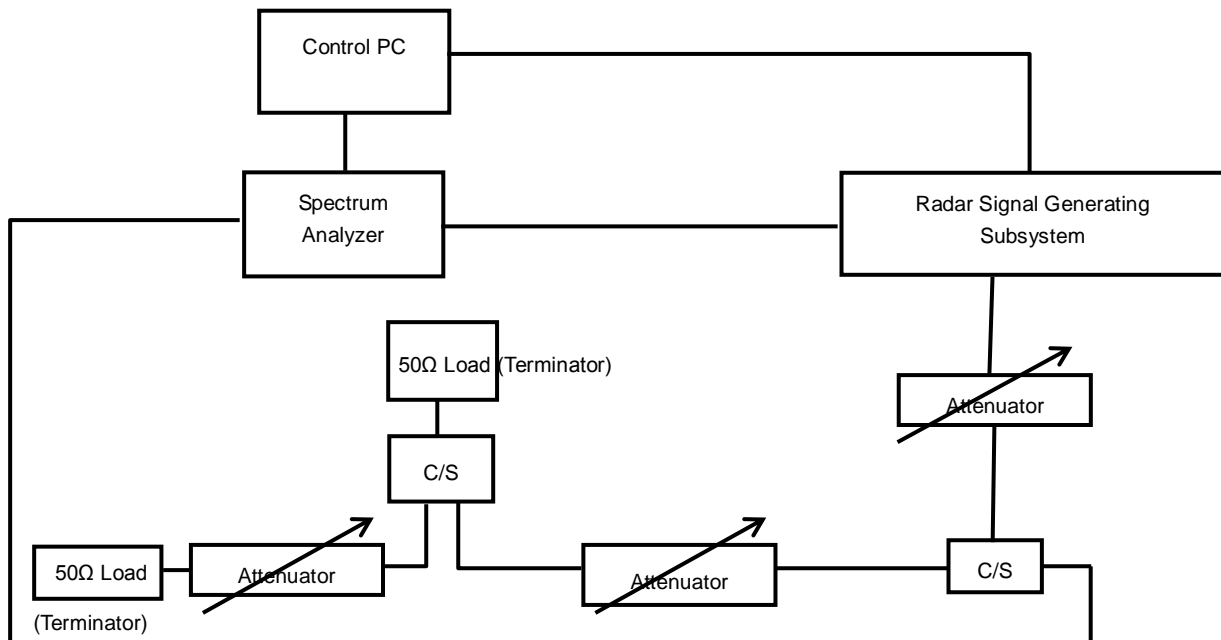 Control PC
Spectrum
Analyzer
Radar Signal Generating
Subsystem
50Ω Load (Terminator)
Attenuator
C/S
50Ω Load
(Terminator)
Attenuator
Attenuator
C/S